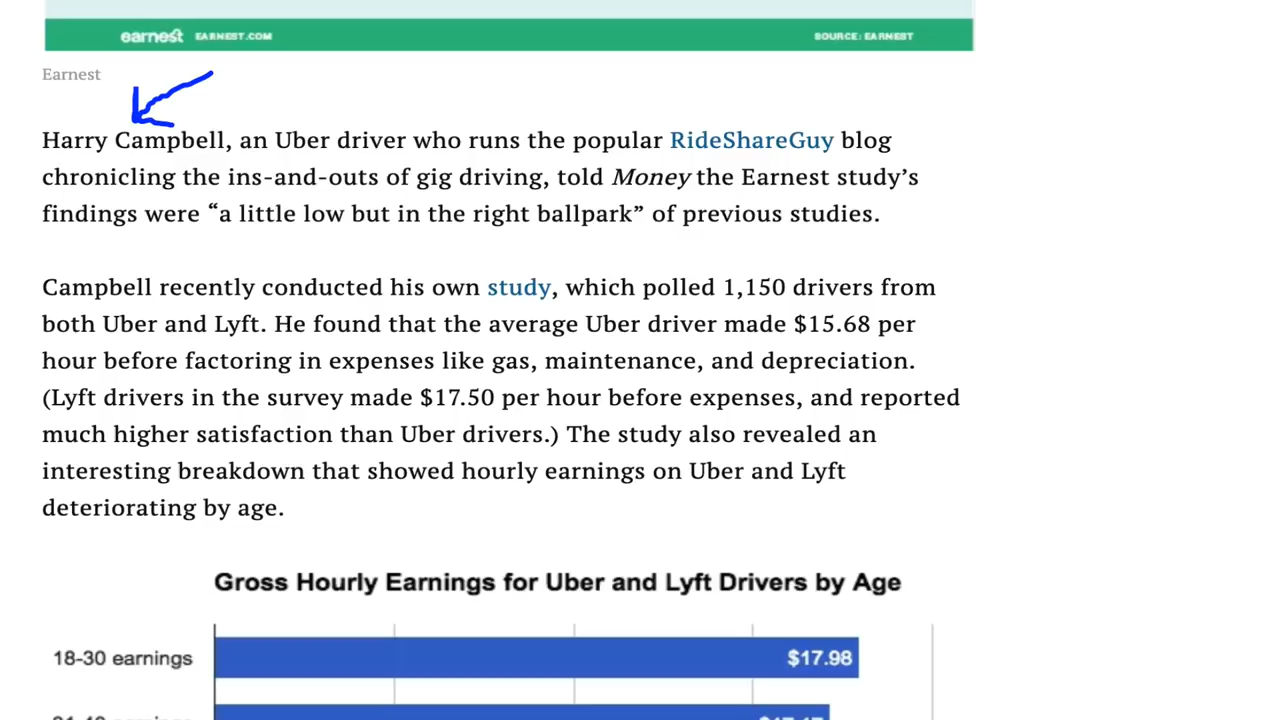 earnest EARNEST.COM SOURCE: EARNEST
Earnest
Harry Campbell, an Uber driver who runs the popular RideShareGuy blog
chronicling the ins-and-outs of gig driving, told Money the Earnest study’s
findings were “a little low but in the right ballpark” of previous studies.
Campbell recently conducted his own study, which polled 1,150 drivers from
both Uber and Lyft. He found that the average Uber driver made $15.68 per
hour before factoring in expenses like gas, maintenance, and depreciation.
(Lyft drivers in the survey made $17.50 per hour before expenses, and reported
much higher satisfaction than Uber drivers.) The study also revealed an
interesting breakdown that showed hourly earnings on Uber and Lyft
deteriorating by age.
Gross Hourly Earnings for Uber and Lyft Drivers by Age
18-30 earnings $17.98